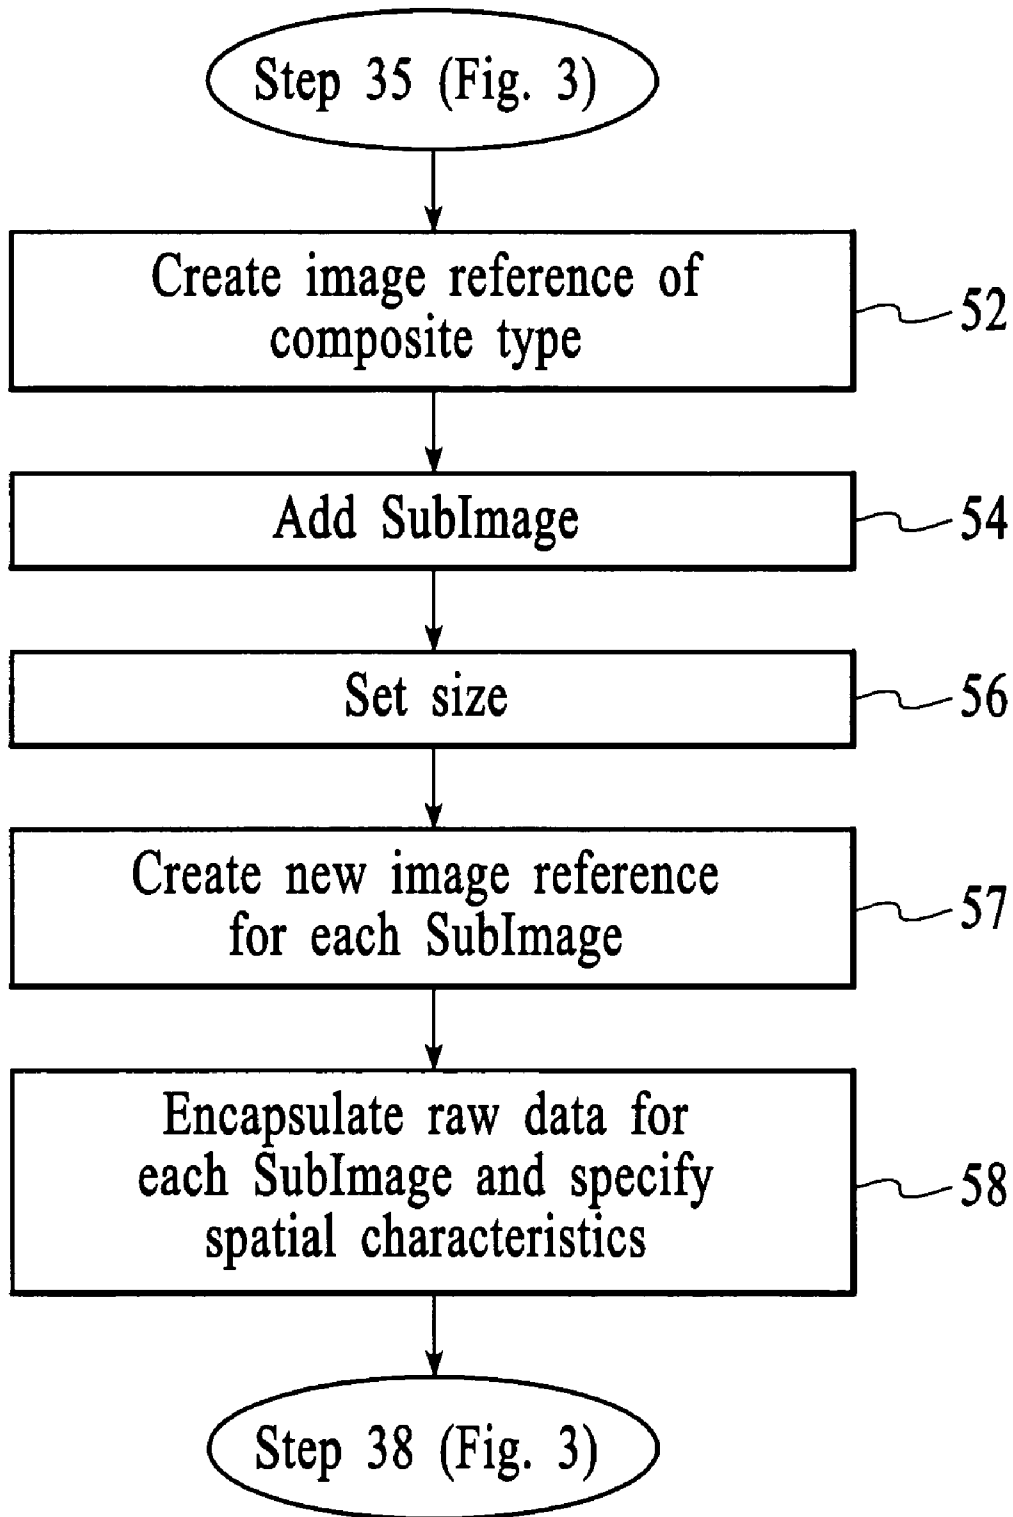 Step 35 (Fig. 3)
Create image reference of
composite type
52
Add SubImage
54
Set size
56
Create new image reference
for each SubImage
57
Encapsulate raw data for
each SubImage and specify
spatial characteristics
58
Step 38 (Fig. 3)